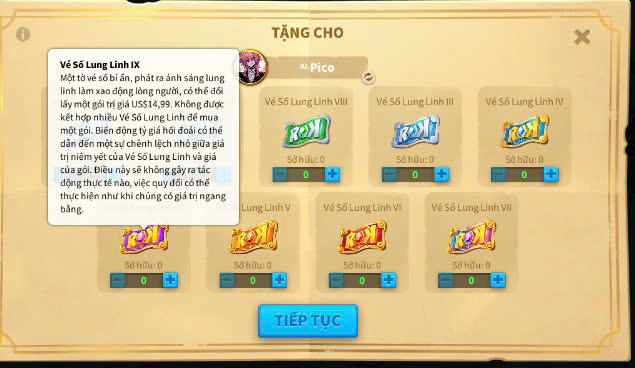 TẶNG CHO
Vé Số Lung Linh IX
Một tờ vé số bí ẩn, phát ra ánh sáng lung
linh làm xao động lòng người, có thể đổi
lấy một gói trị giá US$14,99. Không được
kết hợp nhiều Vé Số Lung Linh để mua
một gói. Biến động tỷ giá hối đoái có thể
dẫn đến một sự chênh lệch nhỏ giữa giá
trị niêm yết của Vé Số Lung Linh và giá
của gói. Điều này sẽ không gây ra tác
động thực tế nào, việc quy đổi có thể
thực hiện như khi chúng có giá trị ngang
bằng.
AL Pico
Vé Số Lung Linh VIII
Vé Số Lung Linh III
Vé Số Lung Linh IV
Sở hữu: 0
Sở hữu: 0
Sở hữu: 0
0
0
0
Lung Linh V
Vé Số Lung Linh VI
Vé Số Lung Linh VII
Sở hữu: 0
Sở hữu: 0
Sở hữu: 0
Sở hữu: 0
0
0
0
0
TIẾP TỤC